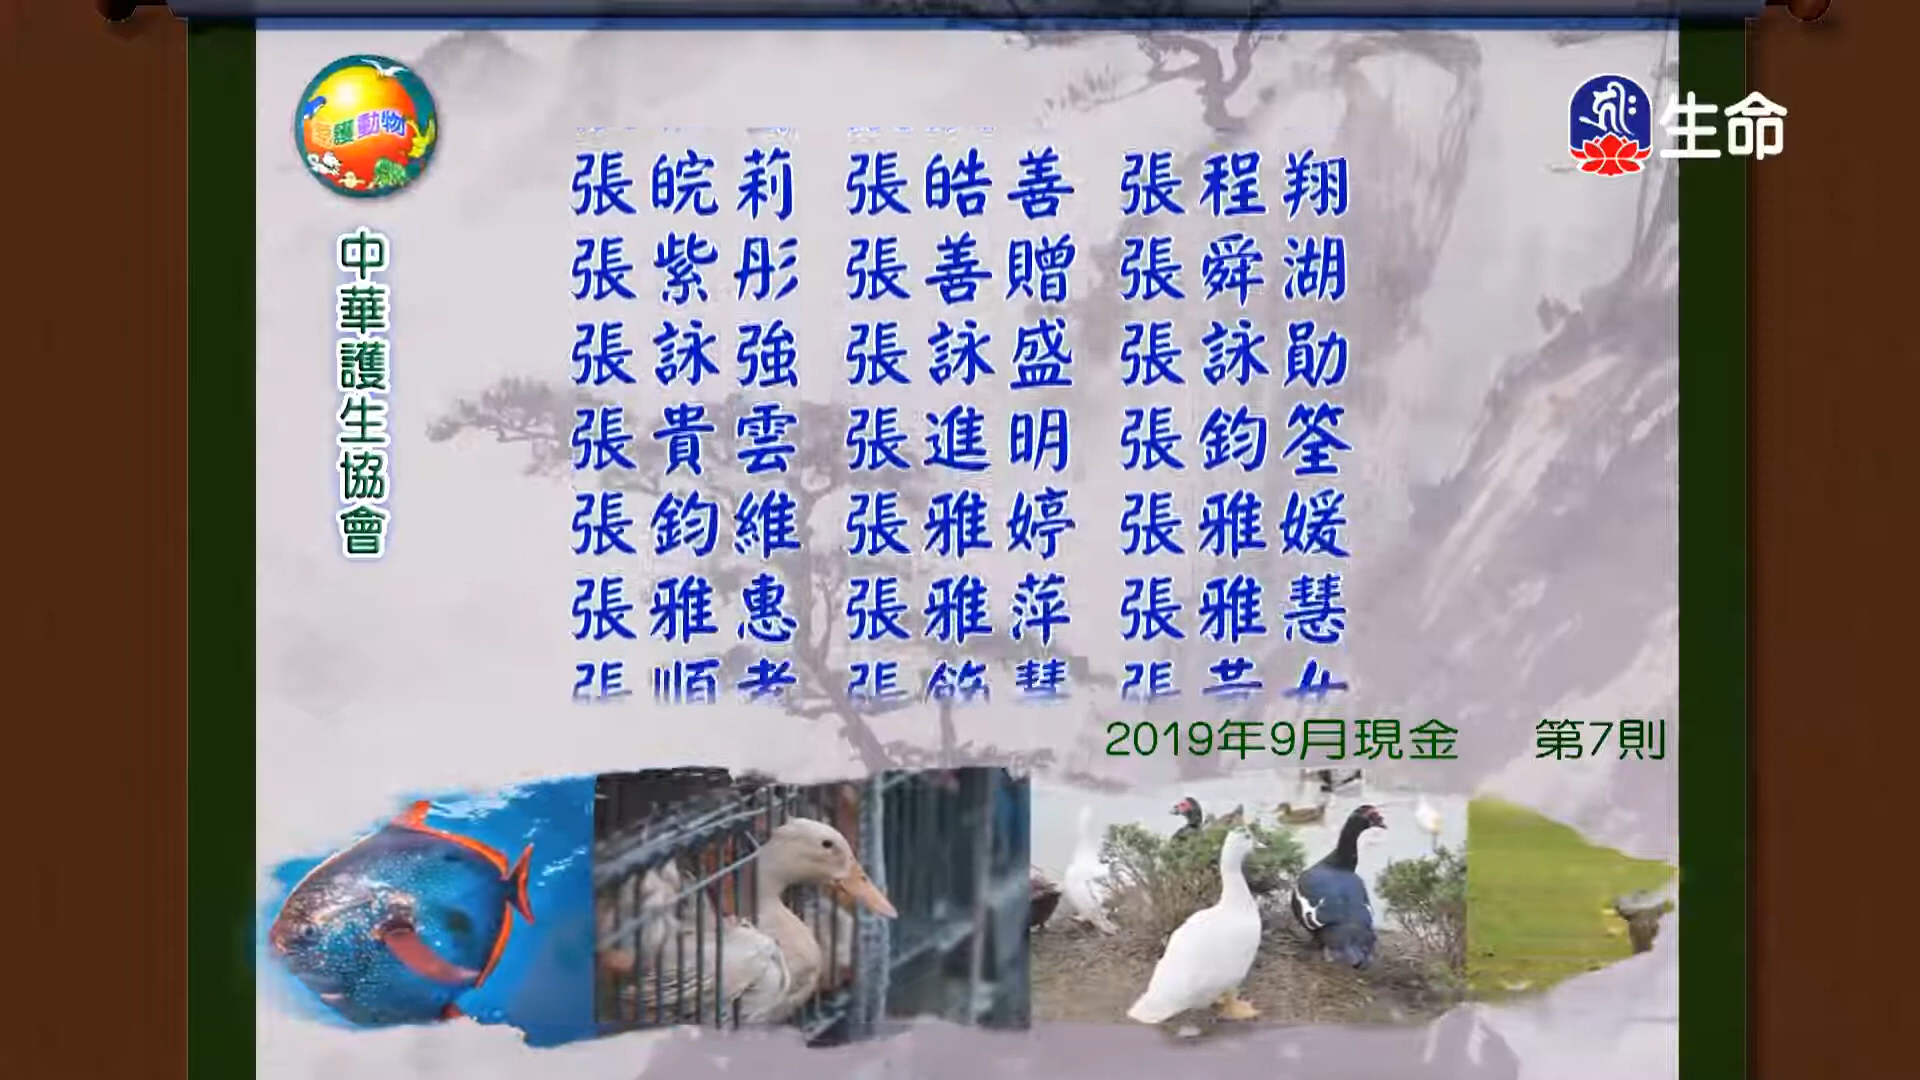 護動物
生命
中華護生協會
張皖莉 張皓善 張程翔
張紫彤 張善贈 張舜湖
張詠強 張詠盛 張詠勛
張貴雲 張進明 張鈞筌
張鈞維 張雅婷 張雅媛
張雅惠 張雅萍 張雅慧
2019年9月現金 第7則